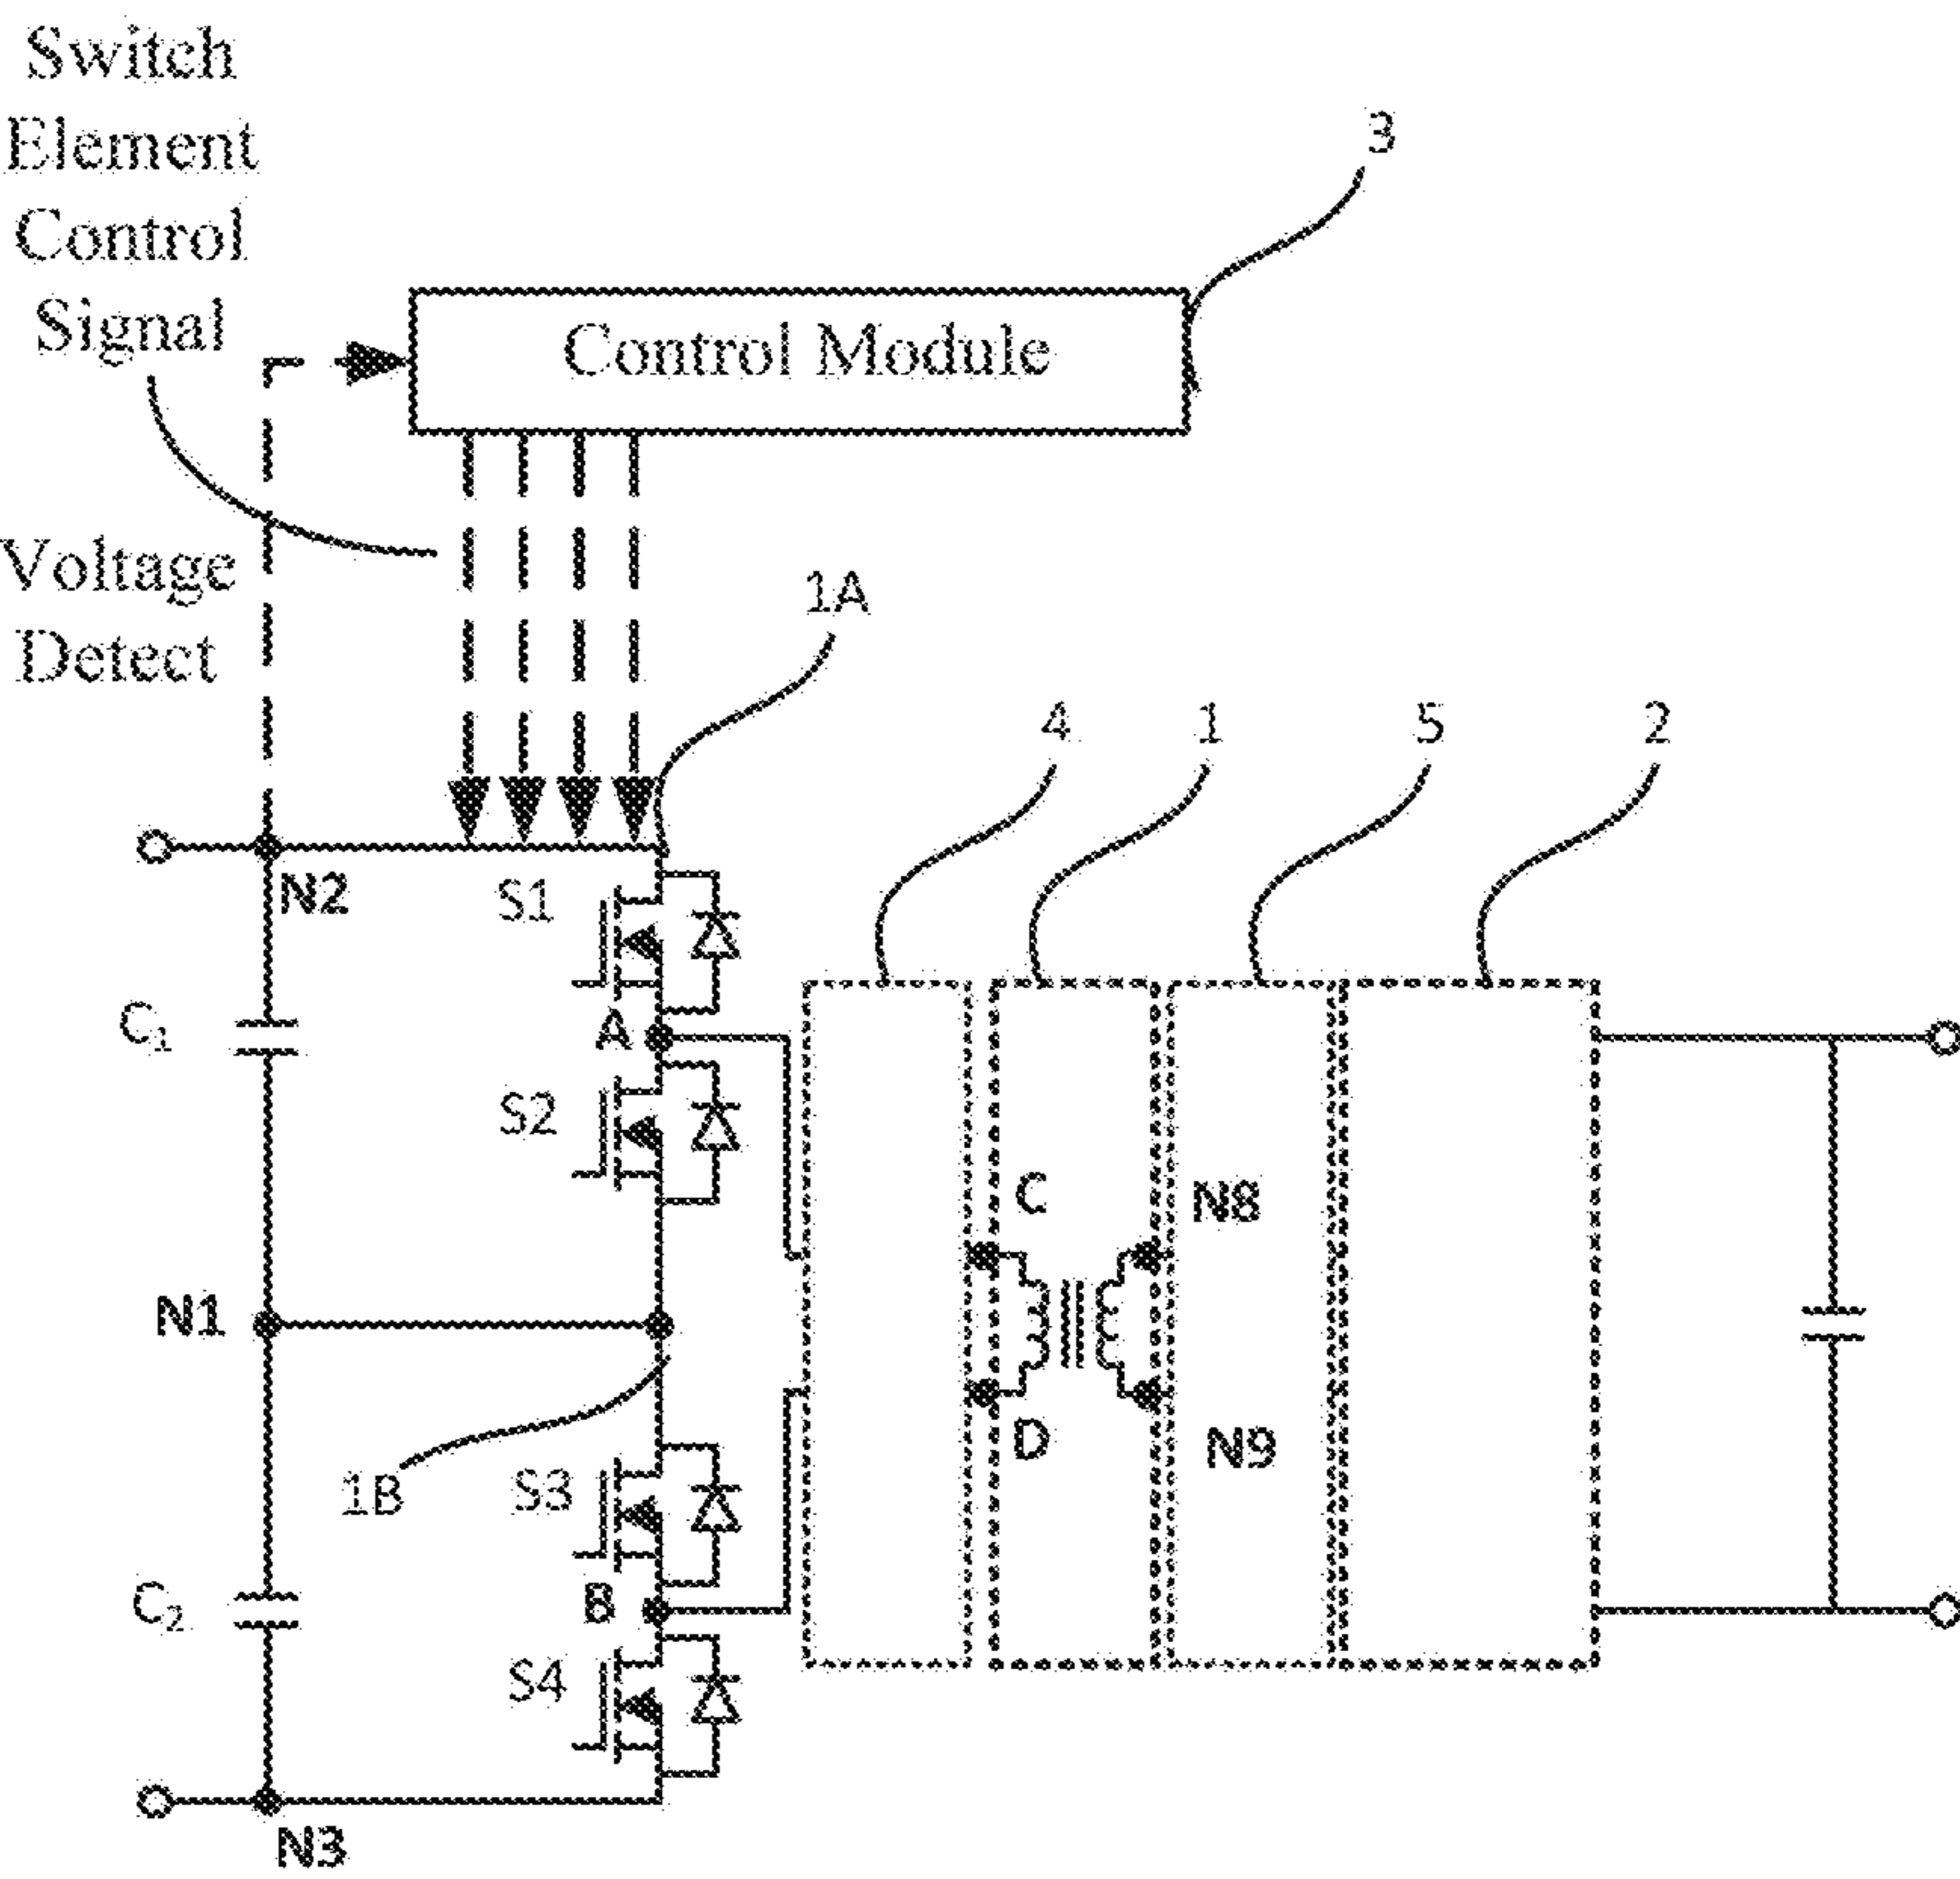 Switch
Element
Control
Signal
3
Control Module
Voltage
Detect
1A
4 1 5 2
N2
S1
C1
A
S2
C
N8
N1
D
N9
1B
S3
C2
B
S4
N3